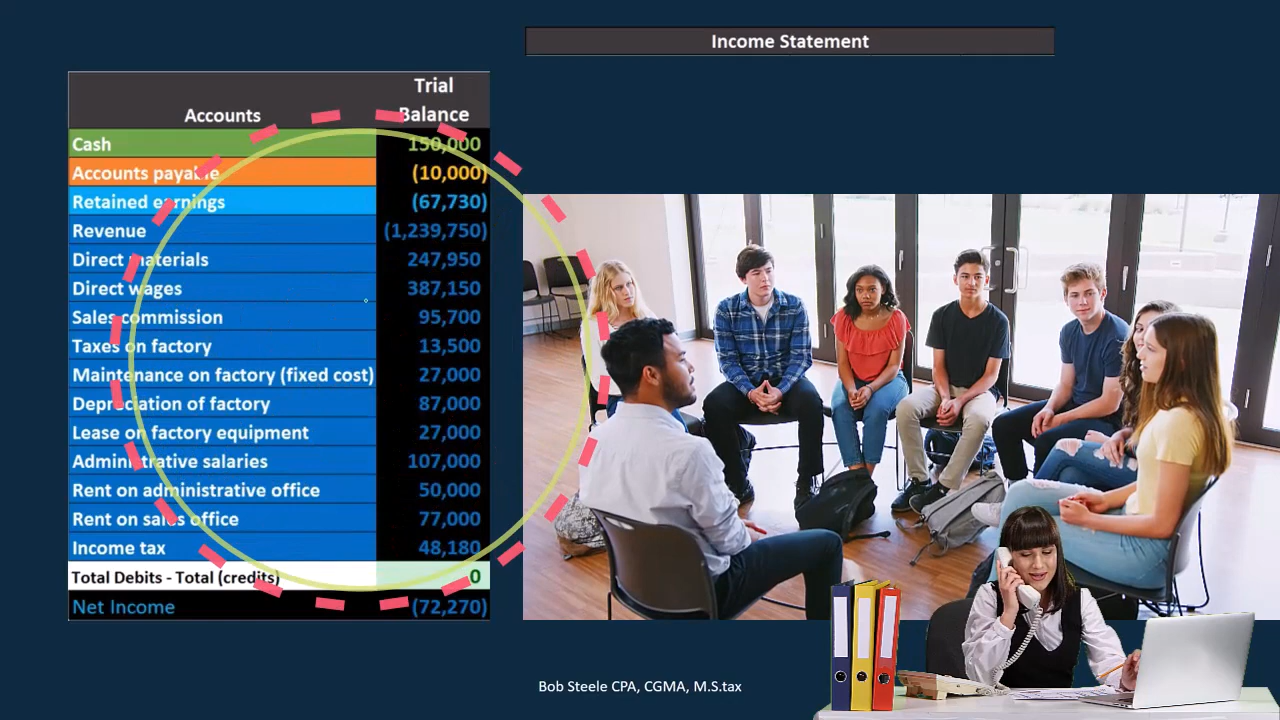 Income Statement
Accounts Trial Balance
Cash 150,000
Accounts payable (10,000)
Retained earnings (67,730)
Revenue (1,239,750)
Direct materials 247,950
Direct wages 387,150
Sales commission 95,700
Taxes on factory 13,500
Maintenance on factory (fixed cost) 27,000
Depreciation of factory 87,000
Lease on factory equipment 27,000
Administrative salaries 107,000
Rent on administrative office 50,000
Rent on sales office 77,000
Income tax 48,180
Total Debits - Total (credits) 0
Net Income (72,270)
Bob Steele CPA, CGMA, M.S.tax